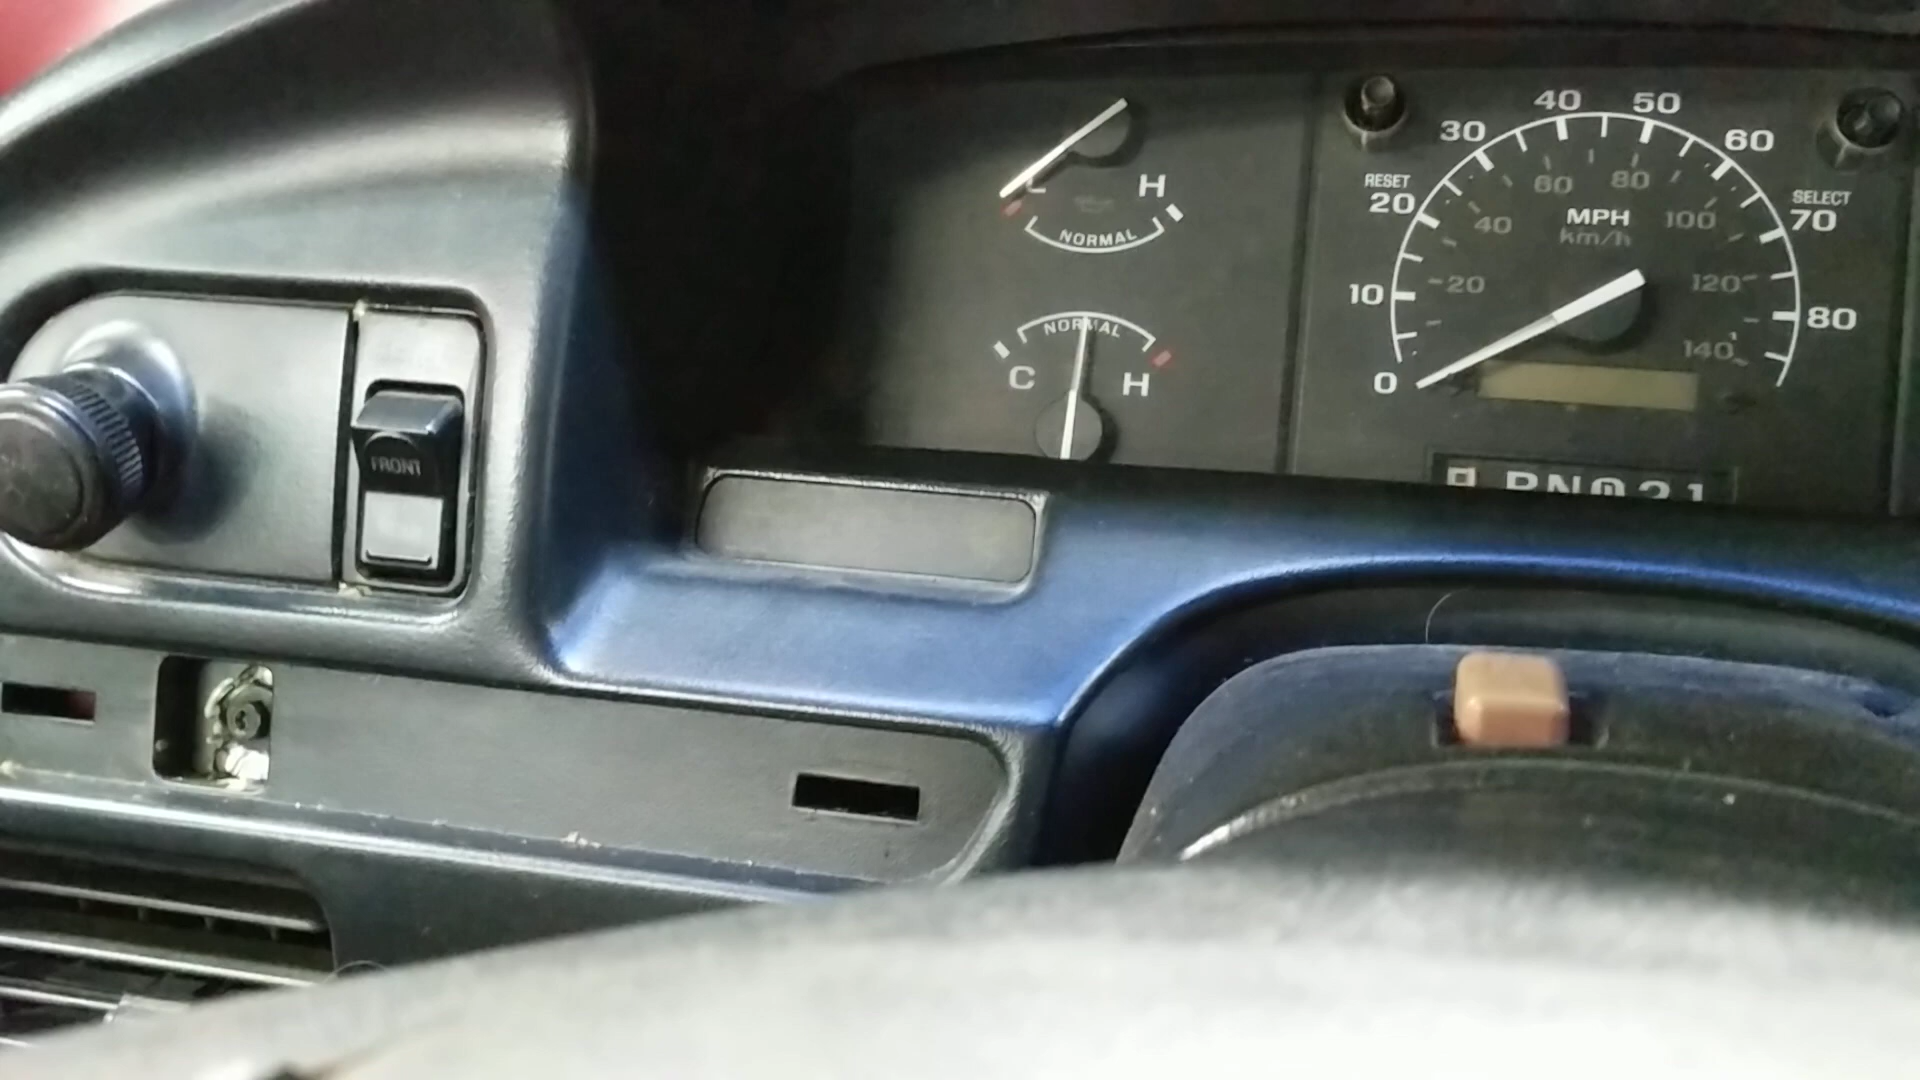 L H
NORMAL
NORMAL
C H
40 50
30 60
RESET SELECT
20 70
10 80
0
60 80
40 100
20 120
140
MPH
km/h
FRONT